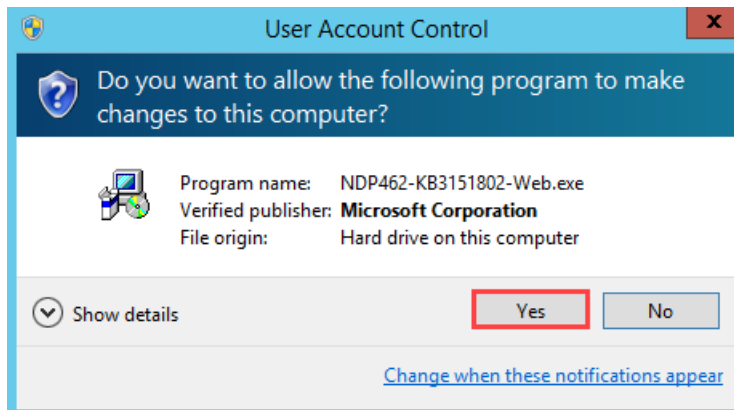 User Account Control
x
Do you want to allow the following program to make
changes to this computer?
Program name: NDP462-KB3151802-Web.exe
Verified publisher: Microsoft Corporation
File origin: Hard drive on this computer
Show details
Yes
No
Change when these notifications appear